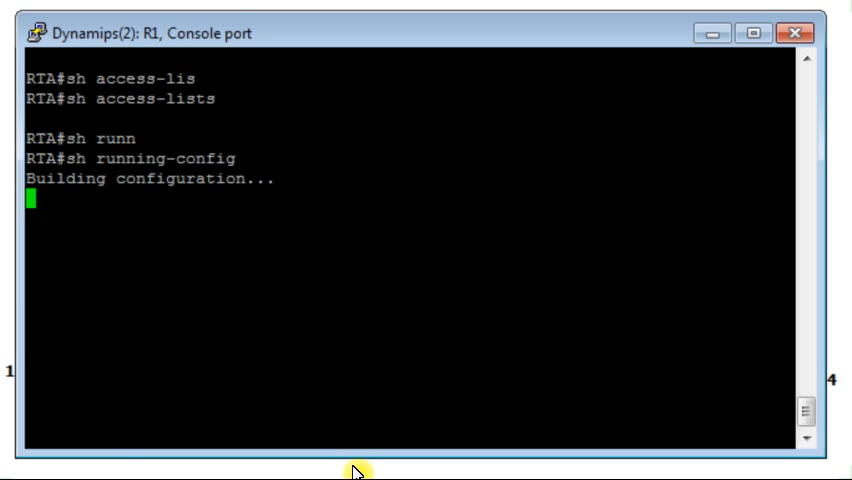 Dynamips(2): R1, Console port
RTA#sh access-lis
RTA#sh access-lists
RTA#sh runn
RTA#sh running-config
Building configuration...
1
4